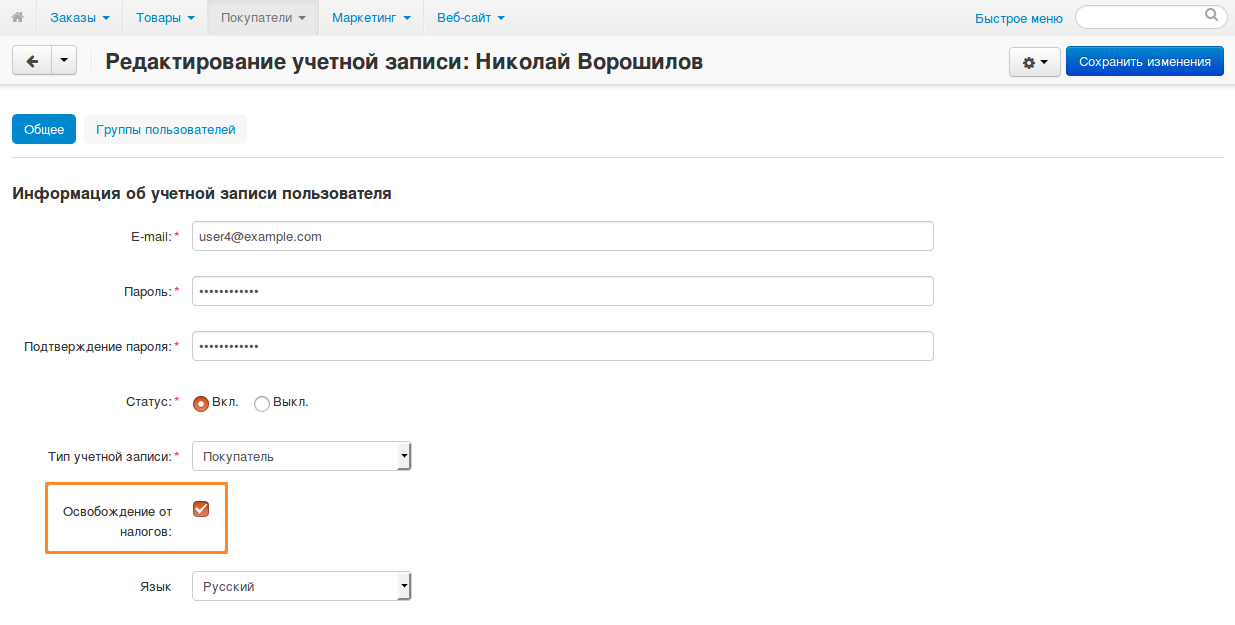 Заказы Товары Покупатели Маркетинг Веб-сайт Быстрое меню
Редактирование учетной записи: Николай Ворошилов Сохранить изменения
Общее Группы пользователей
Информация об учетной записи пользователя
E-mail:* user4@example.com
Пароль:* ••••••••••••
Подтверждение пароля:* ••••••••••••
Статус:* Вкл. Выкл.
Тип учетной записи:* Покупатель
Освобождение от
налогов:
Язык Русский